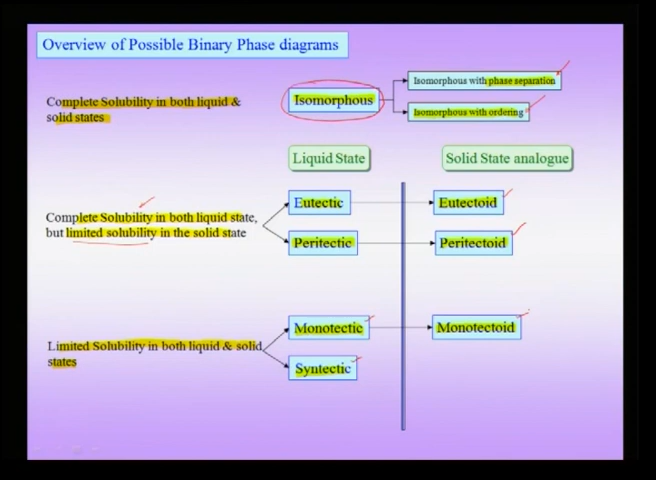 Overview of Possible Binary Phase diagrams
Complete Solubility in both liquid &
solid states
Isomorphous
Isomorphous with phase separation
Isomorphous with ordering
Liquid State
Solid State analogue
Complete Solubility in both liquid state,
but limited solubility in the solid state
Eutectic
Eutectoid
Peritectic
Peritectoid
Limited Solubility in both liquid & solid
states
Monotectic
Monotectoid
Syntectic